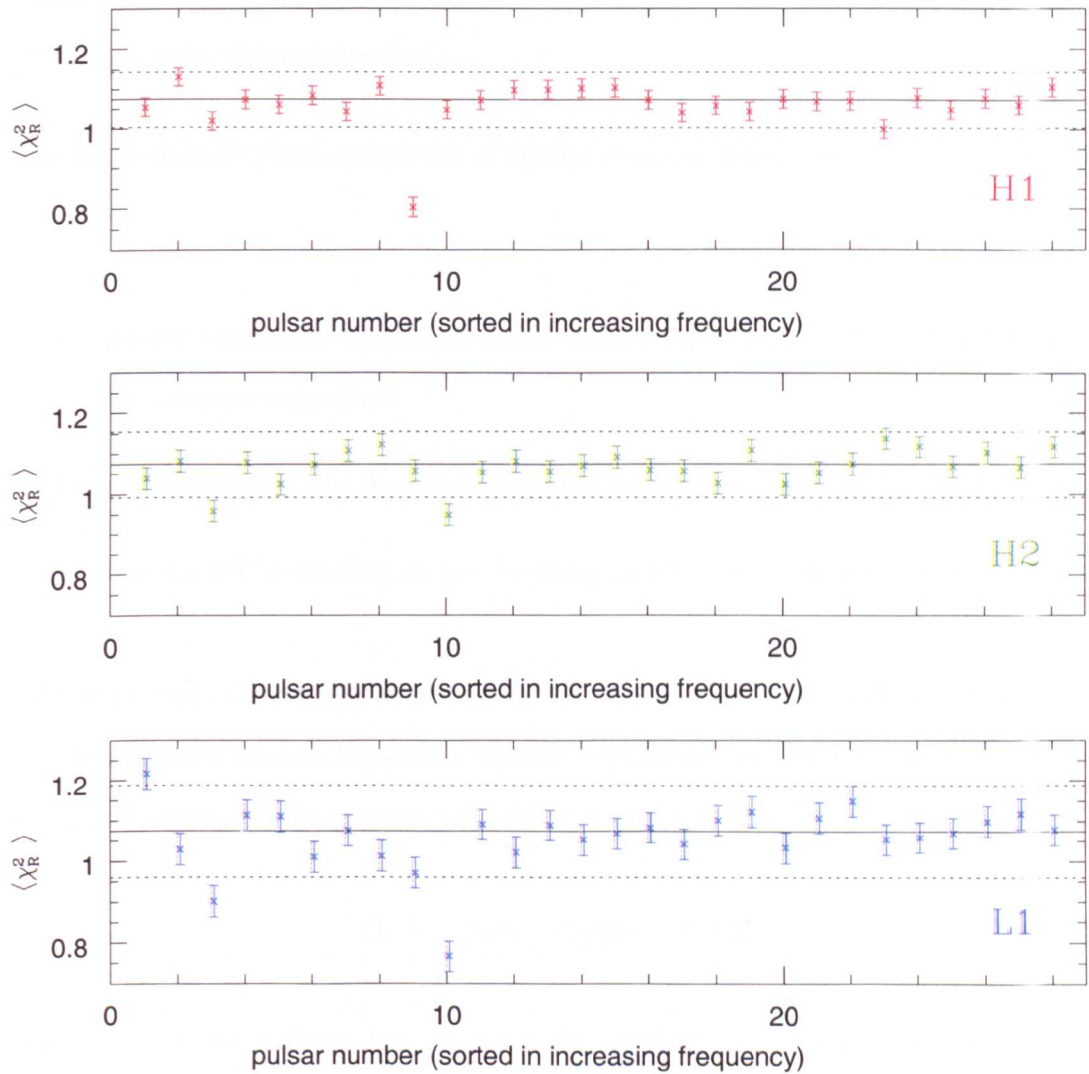 1.2
1
0.8
⟨χ²_R⟩
H1
0 10 20
pulsar number (sorted in increasing frequency)
1.2
1
0.8
⟨χ²_R⟩
H2
0 10 20
pulsar number (sorted in increasing frequency)
1.2
1
0.8
⟨χ²_R⟩
L1
0 10 20
pulsar number (sorted in increasing frequency)